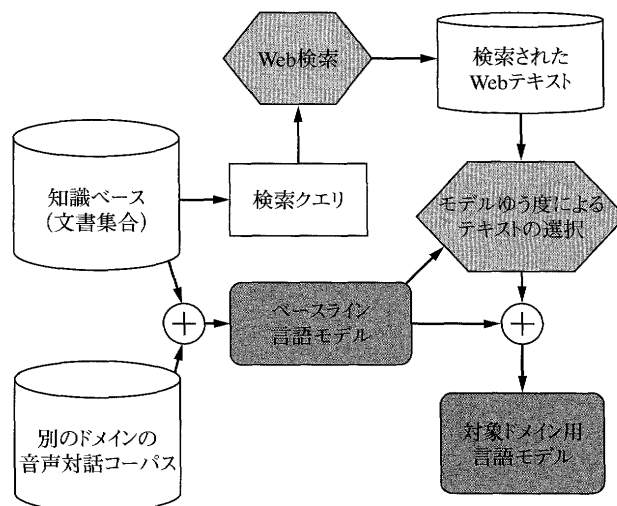 Web検索
検索された
Webテキスト
知識ベース
(文書集合)
検索クエリ
モデルゆう度による
テキストの選択
ベースライン
言語モデル
別のドメインの
音声対話コーパス
対象ドメイン用
言語モデル